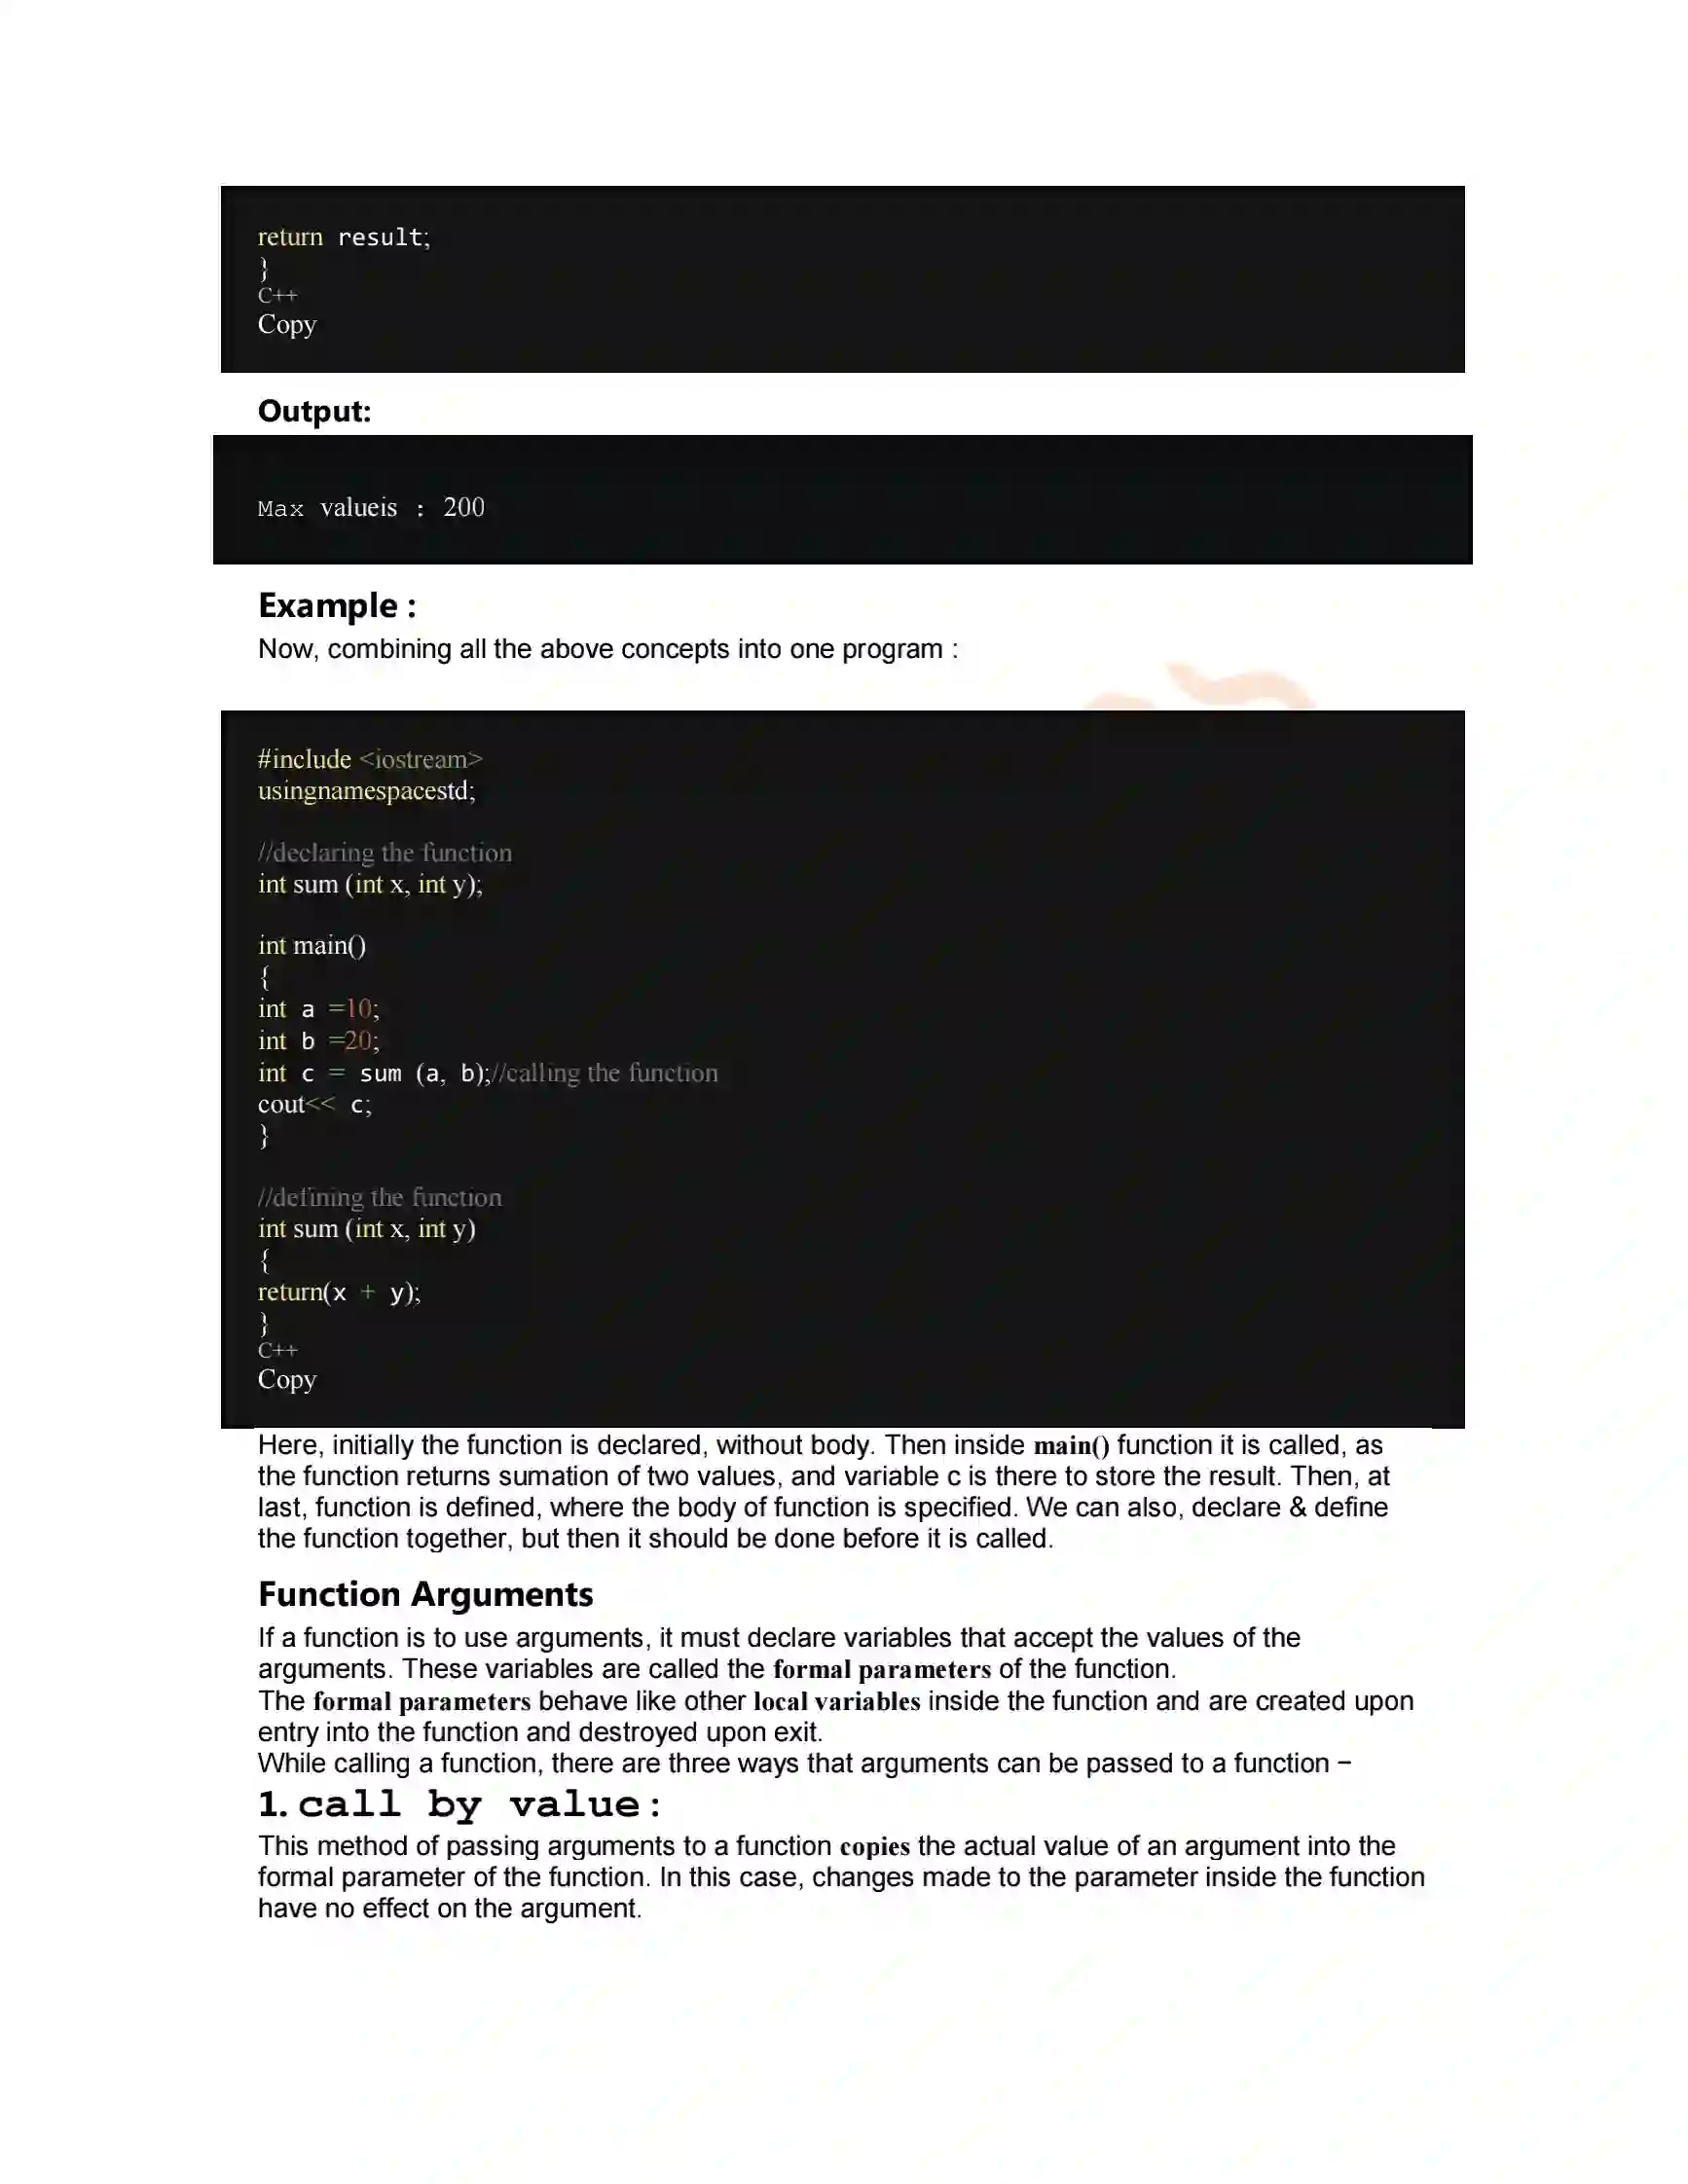 return result;
}
C++
Copy
Output:
Max valueis : 200
Example :
Now, combining all the above concepts into one program :
#include <iostream>
usingnamespacestd;
//declaring the function
int sum (int x, int y);
int main()
{
int a =10;
int b =20;
int c = sum (a, b);//calling the function
cout<< c;
}
//defining the function
int sum (int x, int y)
{
return(x + y);
}
C++
Copy
Here, initially the function is declared, without body. Then inside main() function it is called, as
the function returns sumation of two values, and variable c is there to store the result. Then, at
last, function is defined, where the body of function is specified. We can also, declare & define
the function together, but then it should be done before it is called.
Function Arguments
If a function is to use arguments, it must declare variables that accept the values of the
arguments. These variables are called the formal parameters of the function.
The formal parameters behave like other local variables inside the function and are created upon
entry into the function and destroyed upon exit.
While calling a function, there are three ways that arguments can be passed to a function −
1. call by value:
This method of passing arguments to a function copies the actual value of an argument into the
formal parameter of the function. In this case, changes made to the parameter inside the function
have no effect on the argument.